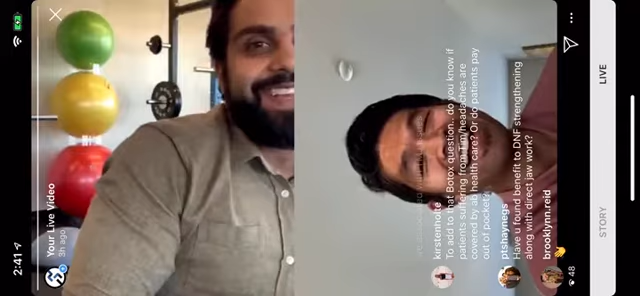 2:41
Your Live Video
3h ago
kirstenholte
To add to that Botox question.. do you know if
patients suffering from Tmj/headaches are
covered by ab health care? Or do patients pay
out of pocket?
ptshaynegs
Have u found benefit to DNF strengthening
along with direct jaw work?
brooklynn.reid
👋
48
STORY
LIVE